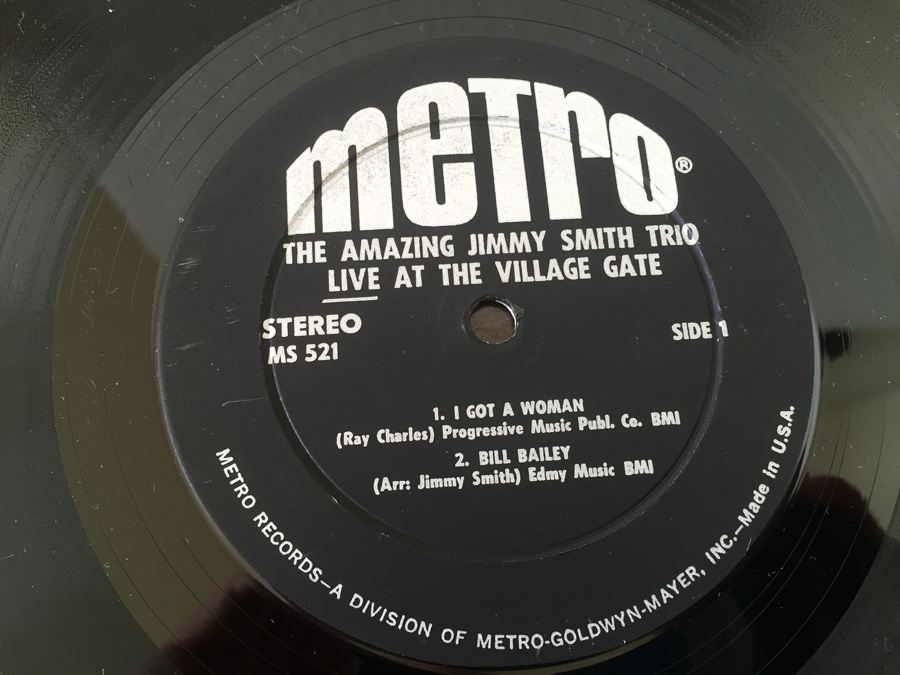 metro®
THE AMAZING JIMMY SMITH TRIO
LIVE AT THE VILLAGE GATE
STEREO
MS 521
SIDE 1
1. I GOT A WOMAN
(Ray Charles) Progressive Music Publ. Co. BMI
2. BILL BAILEY
(Arr: Jimmy Smith) Edmy Music BMI
METRO RECORDS—A DIVISION OF METRO-GOLDWYN-MAYER, INC.—Made in U.S.A.